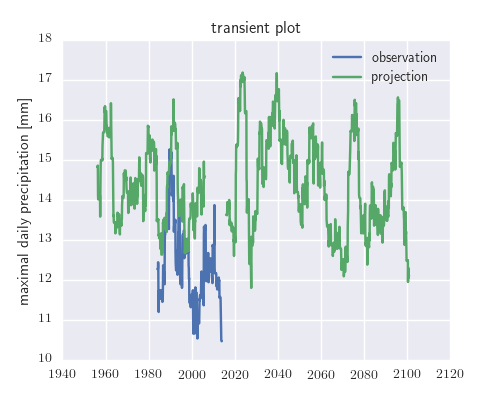 transient plot
18
17
16
15
14
13
12
11
10
maximal daily precipitation [mm]
observation
projection
1940 1960 1980 2000 2020 2040 2060 2080 2100 2120